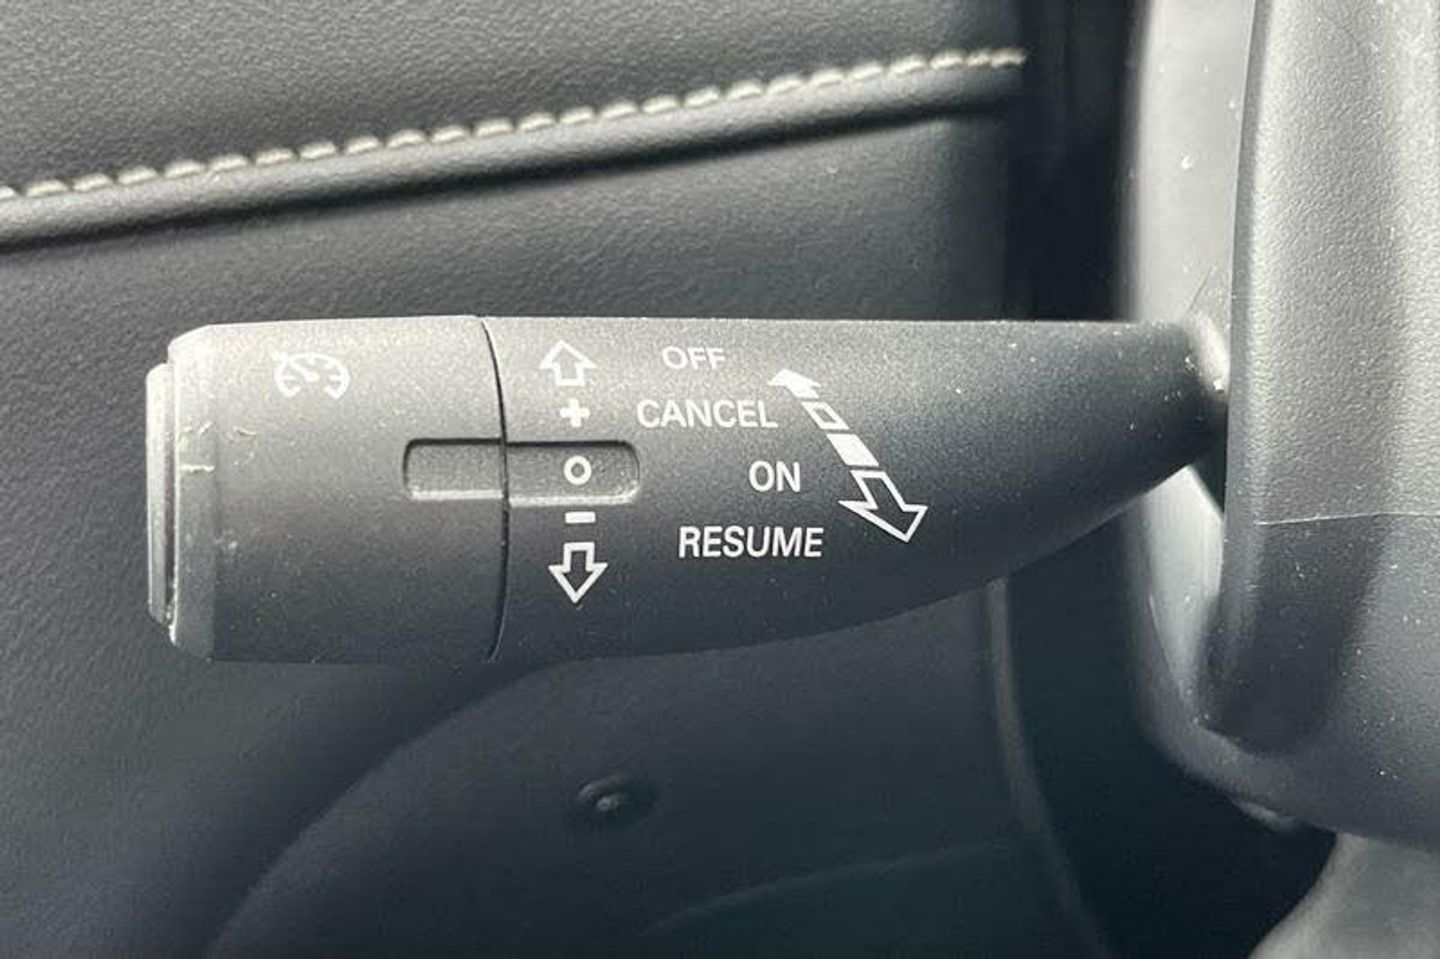 OFF
+ CANCEL
O ON
- RESUME